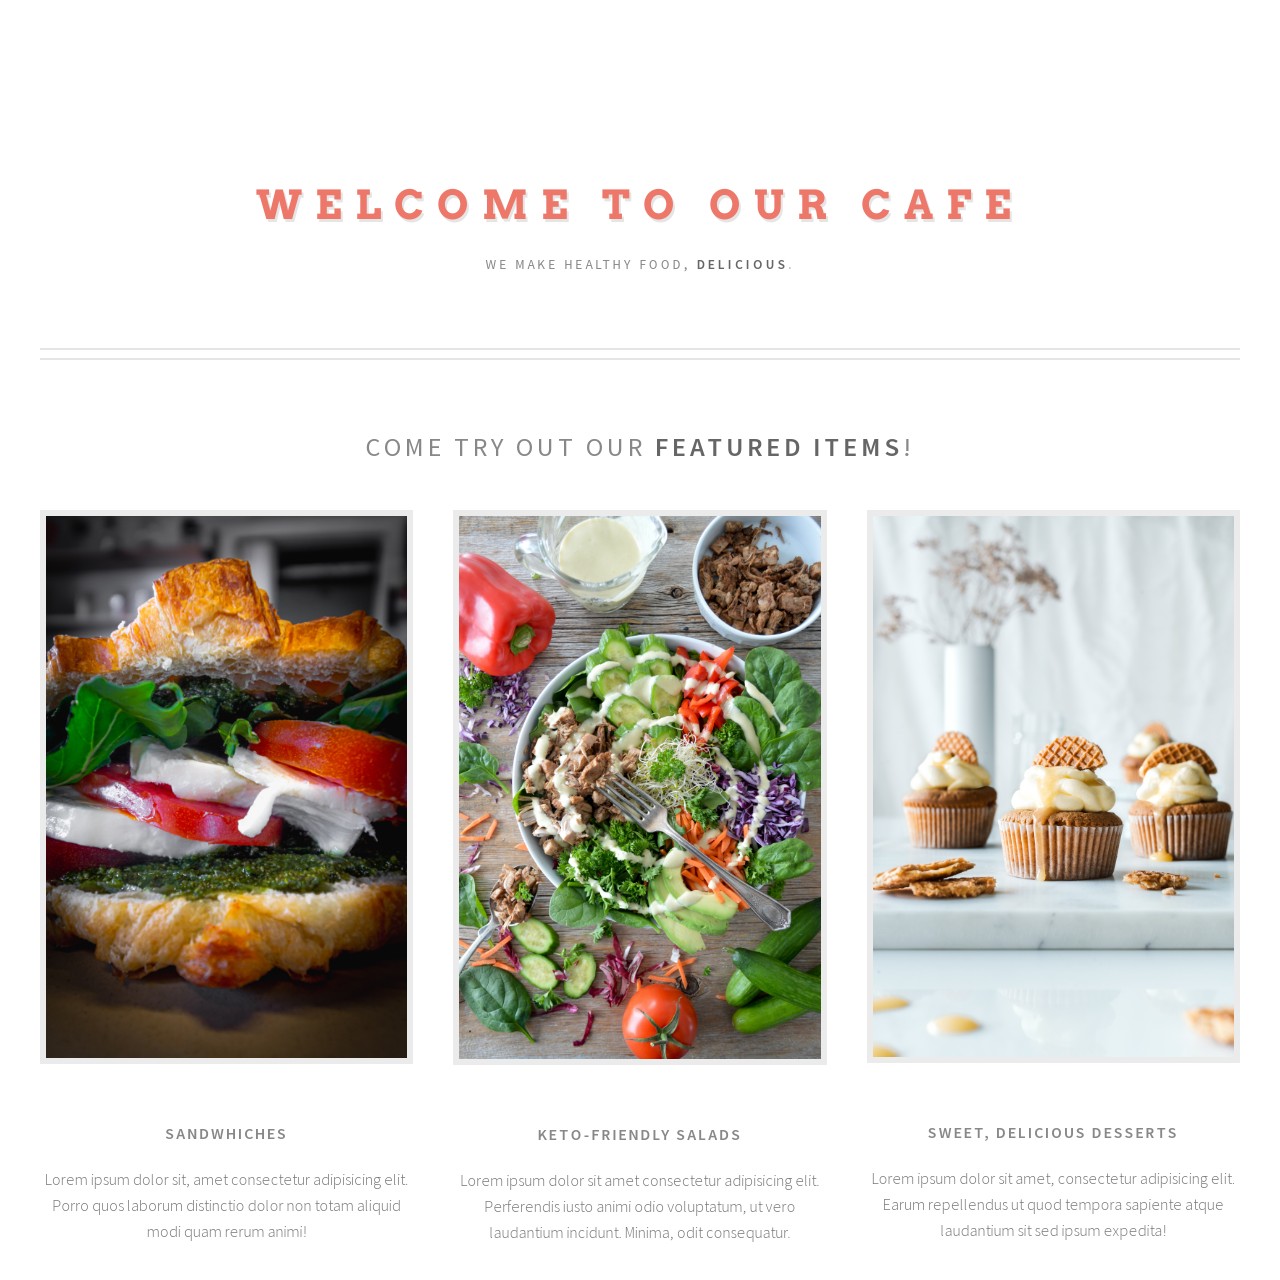 WELCOME TO OUR CAFE
WE MAKE HEALTHY FOOD, DELICIOUS.
COME TRY OUT OUR FEATURED ITEMS!
SANDWHICHES
Lorem ipsum dolor sit, amet consectetur adipisicing elit.
Porro quos laborum distinctio dolor non totam aliquid
modi quam rerum animi!
KETO-FRIENDLY SALADS
Lorem ipsum dolor sit amet consectetur adipisicing elit.
Perferendis iusto animi odio voluptatum, ut vero
laudantium incidunt. Minima, odit consequatur.
SWEET, DELICIOUS DESSERTS
Lorem ipsum dolor sit amet, consectetur adipisicing elit.
Earum repellendus ut quod tempora sapiente atque
laudantium sit sed ipsum expedita!